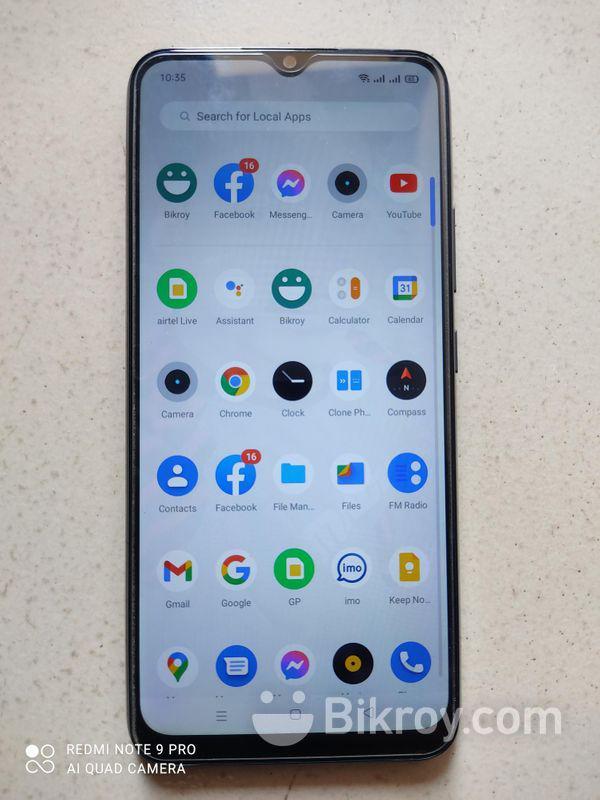 10:35
Search for Local Apps
16
Bikroy Facebook Messeng... Camera YouTube
31
airtel Live Assistant Bikroy Calculator Calendar
N
Camera Chrome Clock Clone Ph... Compass
16
Contacts Facebook File Man... Files FM Radio
imo
Gmail Google GP imo Keep No...
Bikroy.com
REDMI NOTE 9 PRO
AI QUAD CAMERA